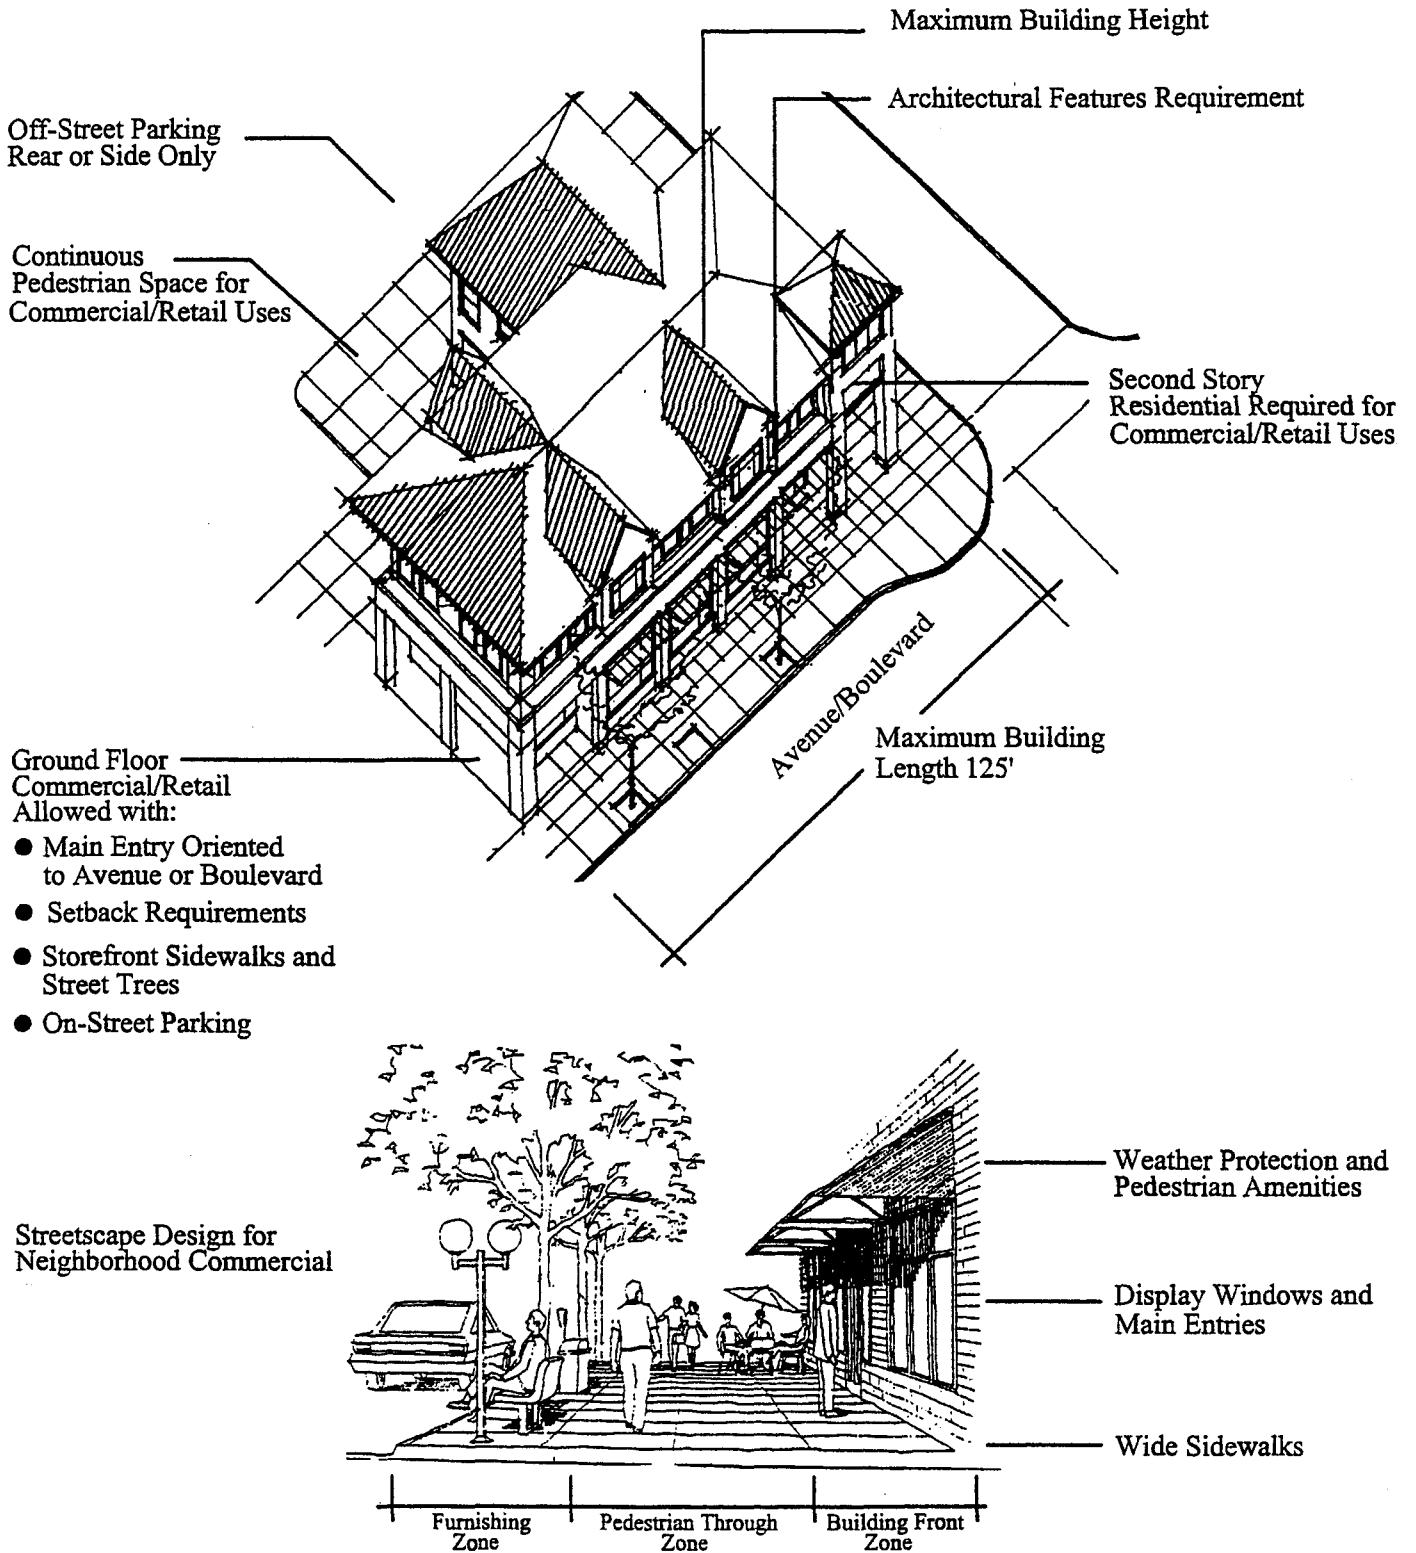 Maximum Building Height
Architectural Features Requirement
Off-Street Parking
Rear or Side Only
Continuous
Pedestrian Space for
Commercial/Retail Uses
Second Story
Residential Required for
Commercial/Retail Uses
Avenue/Boulevard
Maximum Building
Length 125'
Ground Floor
Commercial/Retail
Allowed with:
● Main Entry Oriented
to Avenue or Boulevard
● Setback Requirements
● Storefront Sidewalks and
Street Trees
● On-Street Parking
Streetscape Design for
Neighborhood Commercial
Weather Protection and
Pedestrian Amenities
Display Windows and
Main Entries
Wide Sidewalks
Furnishing
Zone
Pedestrian Through
Zone
Building Front
Zone